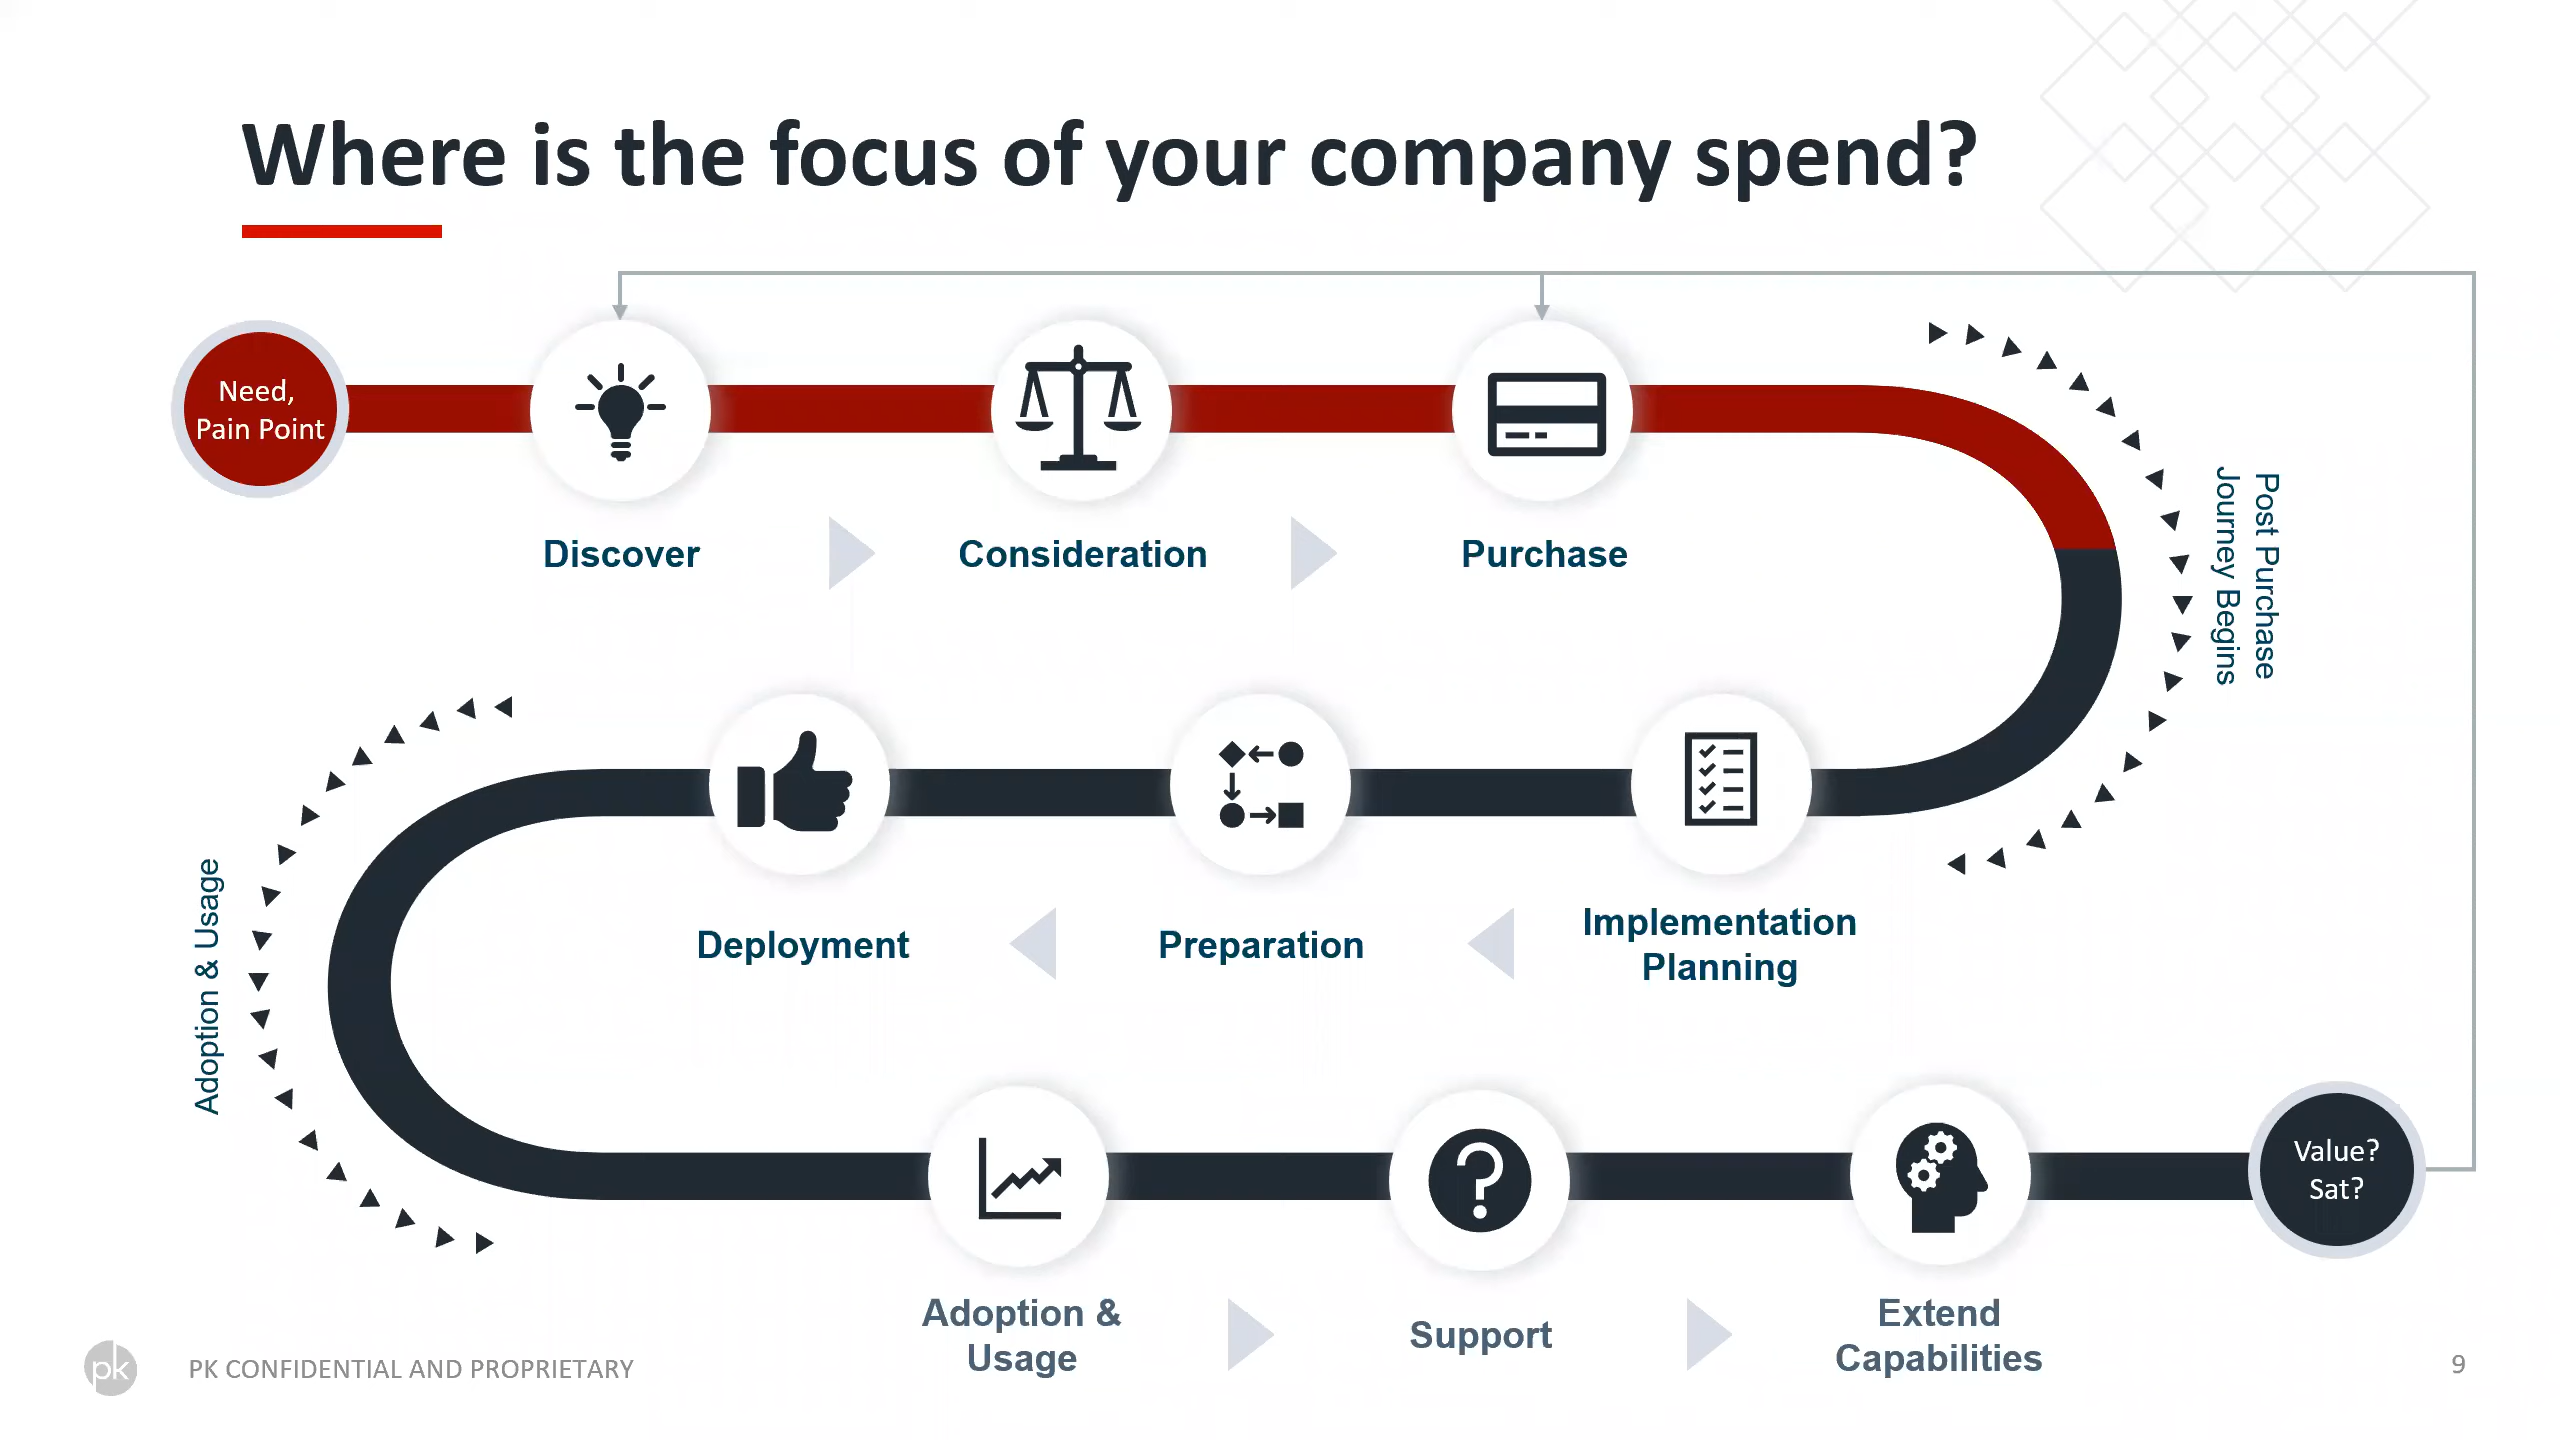 Where is the focus of your company spend?
Need,
Pain Point
Discover
Consideration
Purchase
Post Purchase
Journey Begins
Deployment
Preparation
Implementation
Planning
Adoption & Usage
Value?
Sat?
Adoption &
Usage
Support
Extend
Capabilities
pk
PK CONFIDENTIAL AND PROPRIETARY
9